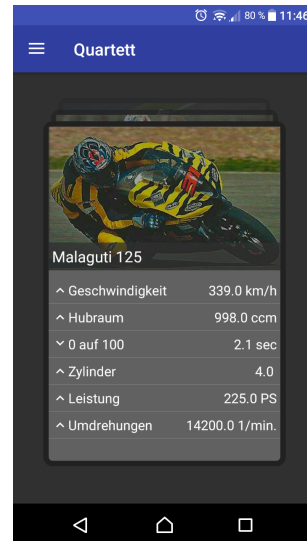 80 % 11:46
Quartett
Malaguti 125
Geschwindigkeit 339.0 km/h
Hubraum 998.0 ccm
0 auf 100 2.1 sec
Zylinder 4.0
Leistung 225.0 PS
Umdrehungen 14200.0 1/min.